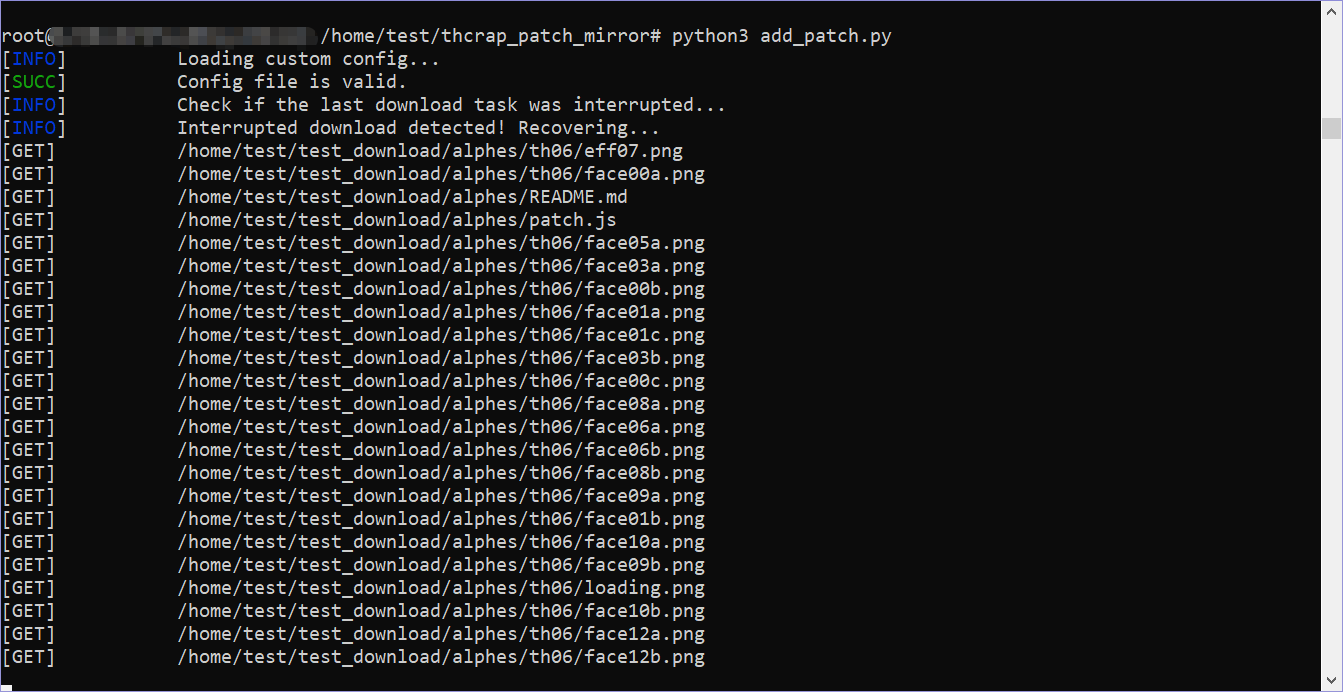 root@ /home/test/thcrap_patch_mirror# python3 add_patch.py
[INFO] Loading custom config...
[SUCC] Config file is valid.
[INFO] Check if the last download task was interrupted...
[INFO] Interrupted download detected! Recovering...
[GET] /home/test/test_download/alphes/th06/eff07.png
[GET] /home/test/test_download/alphes/th06/face00a.png
[GET] /home/test/test_download/alphes/README.md
[GET] /home/test/test_download/alphes/patch.js
[GET] /home/test/test_download/alphes/th06/face05a.png
[GET] /home/test/test_download/alphes/th06/face03a.png
[GET] /home/test/test_download/alphes/th06/face00b.png
[GET] /home/test/test_download/alphes/th06/face01a.png
[GET] /home/test/test_download/alphes/th06/face01c.png
[GET] /home/test/test_download/alphes/th06/face03b.png
[GET] /home/test/test_download/alphes/th06/face00c.png
[GET] /home/test/test_download/alphes/th06/face08a.png
[GET] /home/test/test_download/alphes/th06/face06a.png
[GET] /home/test/test_download/alphes/th06/face06b.png
[GET] /home/test/test_download/alphes/th06/face08b.png
[GET] /home/test/test_download/alphes/th06/face09a.png
[GET] /home/test/test_download/alphes/th06/face01b.png
[GET] /home/test/test_download/alphes/th06/face10a.png
[GET] /home/test/test_download/alphes/th06/face09b.png
[GET] /home/test/test_download/alphes/th06/loading.png
[GET] /home/test/test_download/alphes/th06/face10b.png
[GET] /home/test/test_download/alphes/th06/face12a.png
[GET] /home/test/test_download/alphes/th06/face12b.png